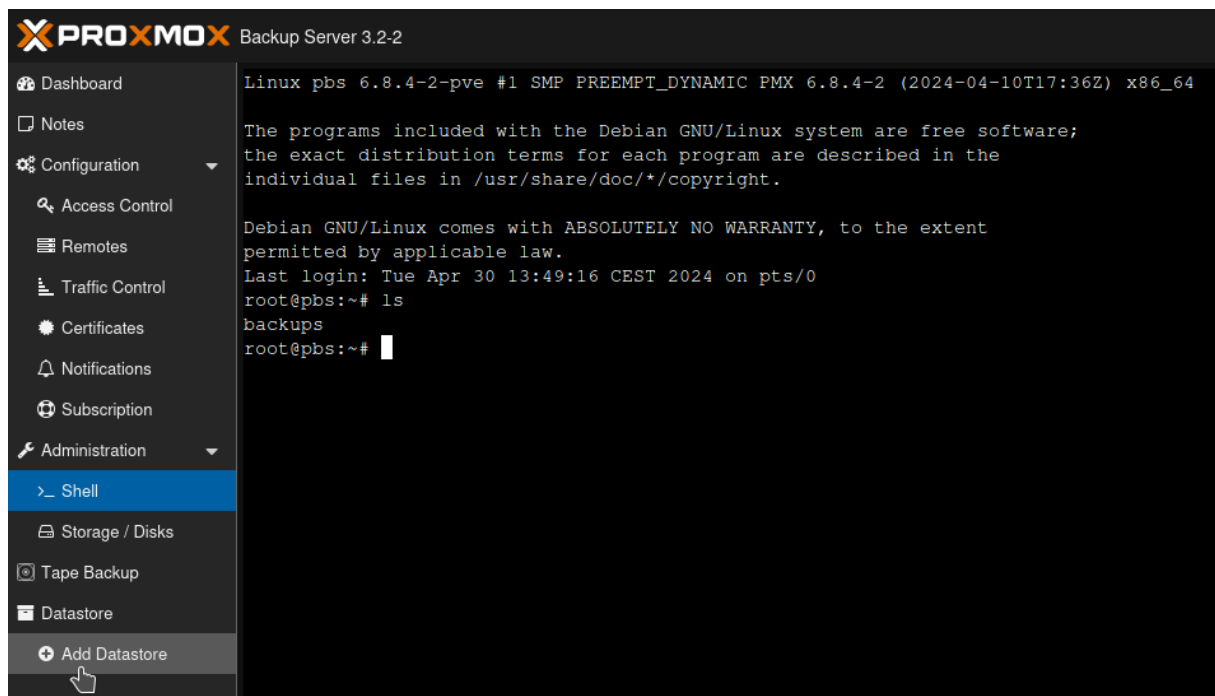 PROXMOX Backup Server 3.2-2
Dashboard
Notes
Configuration
Access Control
Remotes
Traffic Control
Certificates
Notifications
Subscription
Administration
>_ Shell
Storage / Disks
Tape Backup
Datastore
Add Datastore
Linux pbs 6.8.4-2-pve #1 SMP PREEMPT_DYNAMIC PMX 6.8.4-2 (2024-04-10T17:36Z) x86_64
The programs included with the Debian GNU/Linux system are free software;
the exact distribution terms for each program are described in the
individual files in /usr/share/doc/*/copyright.
Debian GNU/Linux comes with ABSOLUTELY NO WARRANTY, to the extent
permitted by applicable law.
Last login: Tue Apr 30 13:49:16 CEST 2024 on pts/0
root@pbs:~# ls
backups
root@pbs:~#